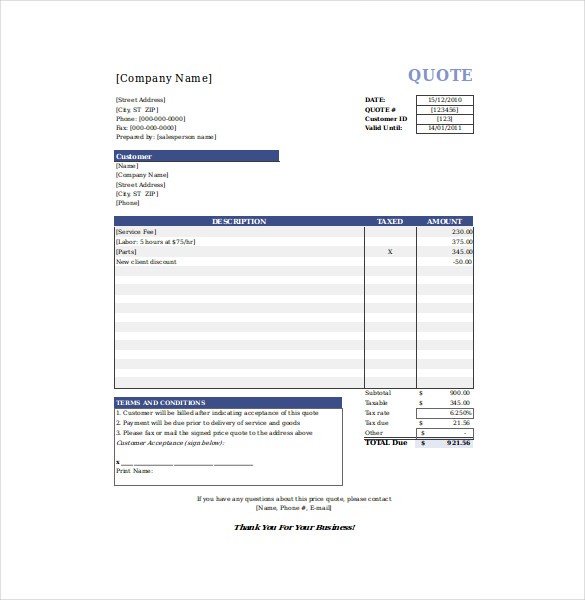 [Company Name]
QUOTE
[Street Address]
[City, ST ZIP]
Phone: [000-000-0000]
Fax: [000-000-0000]
Prepared by: [salesperson name]
DATE: 15/12/2010
QUOTE # [123456]
Customer ID [123]
Valid Until: 14/01/2011
Customer
[Name]
[Company Name]
[Street Address]
[City, ST ZIP]
[Phone]
DESCRIPTION TAXED AMOUNT
[Service Fee] 230.00
[Labor: 5 hours at $75/hr] 375.00
[Parts] X 345.00
New client discount -50.00
Subtotal $ 900.00
Taxable $ 345.00
Tax rate 6.250%
Tax due $ 21.56
Other $ -
TOTAL Due $ 921.56
TERMS AND CONDITIONS
1. Customer will be billed after indicating acceptance of this quote
2. Payment will be due prior to delivery of service and goods
3. Please fax or mail the signed price quote to the address above
Customer Acceptance (sign below):
x
Print Name:
If you have any questions about this price quote, please contact
[Name, Phone #, E-mail]
Thank You For Your Business!